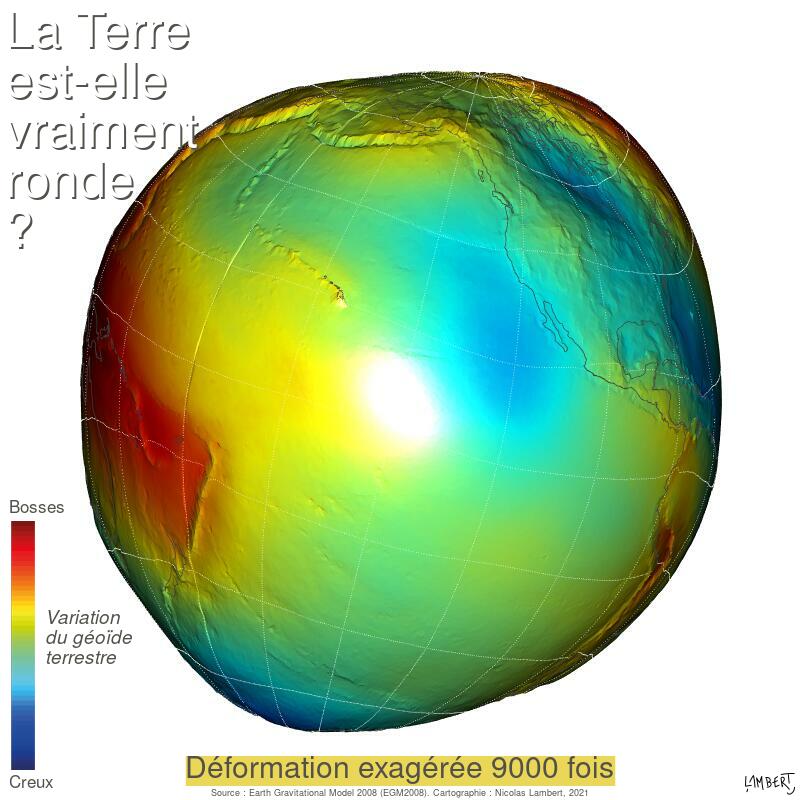 La Terre
est-elle
vraiment
ronde
?
Bosses
Variation
du géoïde
terrestre
Creux
Déformation exagérée 9000 fois
Source : Earth Gravitational Model 2008 (EGM2008). Cartographie : Nicolas Lambert, 2021
LAMBERT